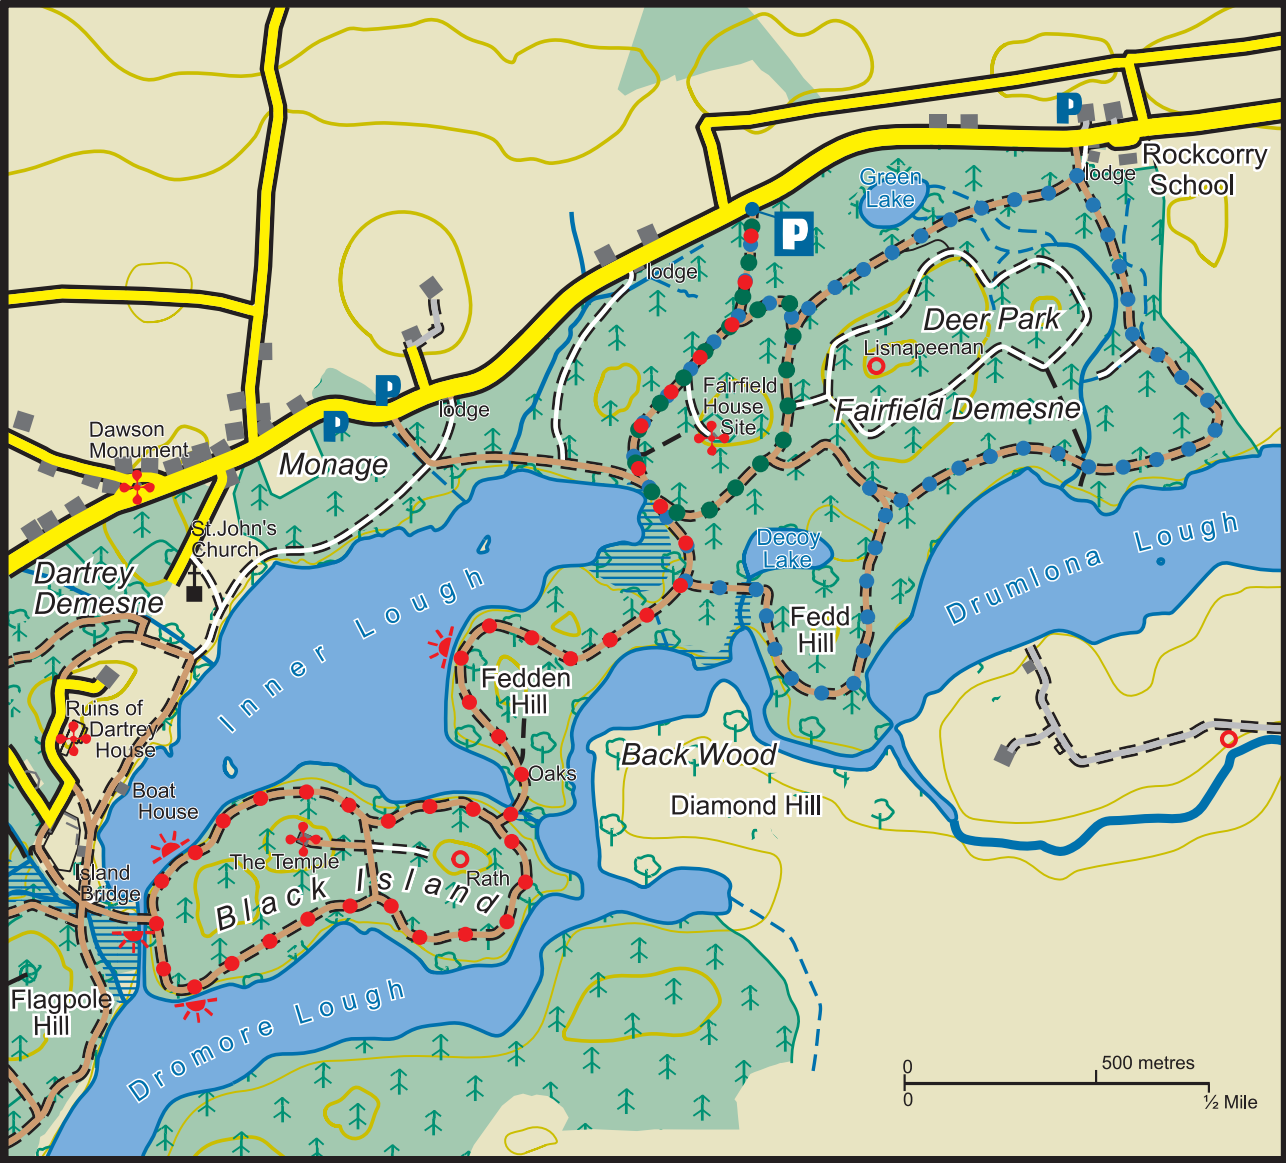 P
Rockcorry
School
lodge
Green
Lake
P
lodge
Deer Park
Lisnapeenan
P
Fairfield
House
Site
Fairfield Demesne
P
lodge
Dawson
Monument
Monage
St.John's
Church
Decoy
Lake
Drumlona Lough
Dartrey
Demesne
Inner Lough
Fedd
Hill
Fedden
Hill
Ruins of
Dartrey
House
Back Wood
Oaks
Boat
House
Diamond Hill
The Temple
Rath
Island
Bridge
Black Island
Flagpole
Hill
Dromore Lough
0
500 metres
0
½ Mile